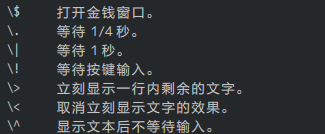 \$ 打开金钱窗口。
\. 等待 1/4 秒。
\| 等待 1 秒。
\! 等待按键输入。
\> 立刻显示一行内剩余的文字。
\< 取消立刻显示文字的效果。
\^ 显示文本后不等待输入。